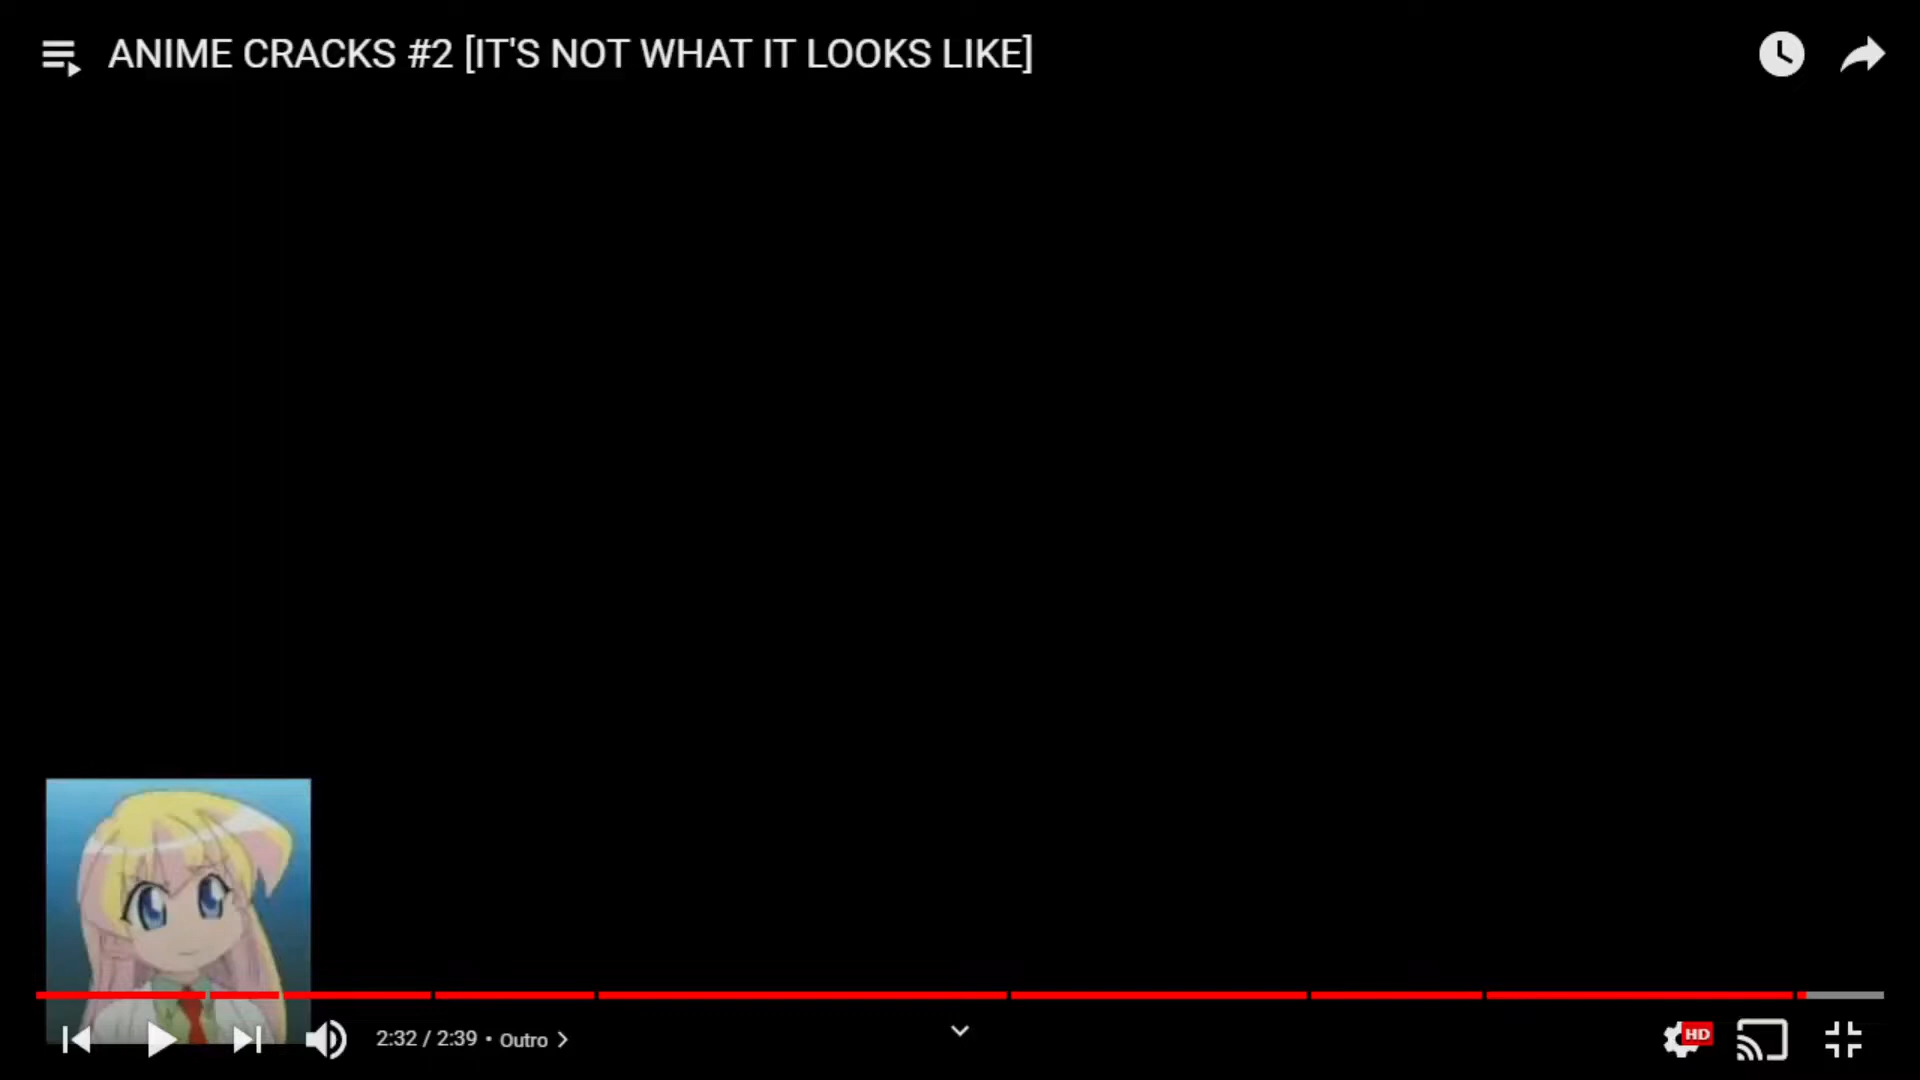 ANIME CRACKS #2 [IT'S NOT WHAT IT LOOKS LIKE]
2:32 / 2:39 • Outro
HD